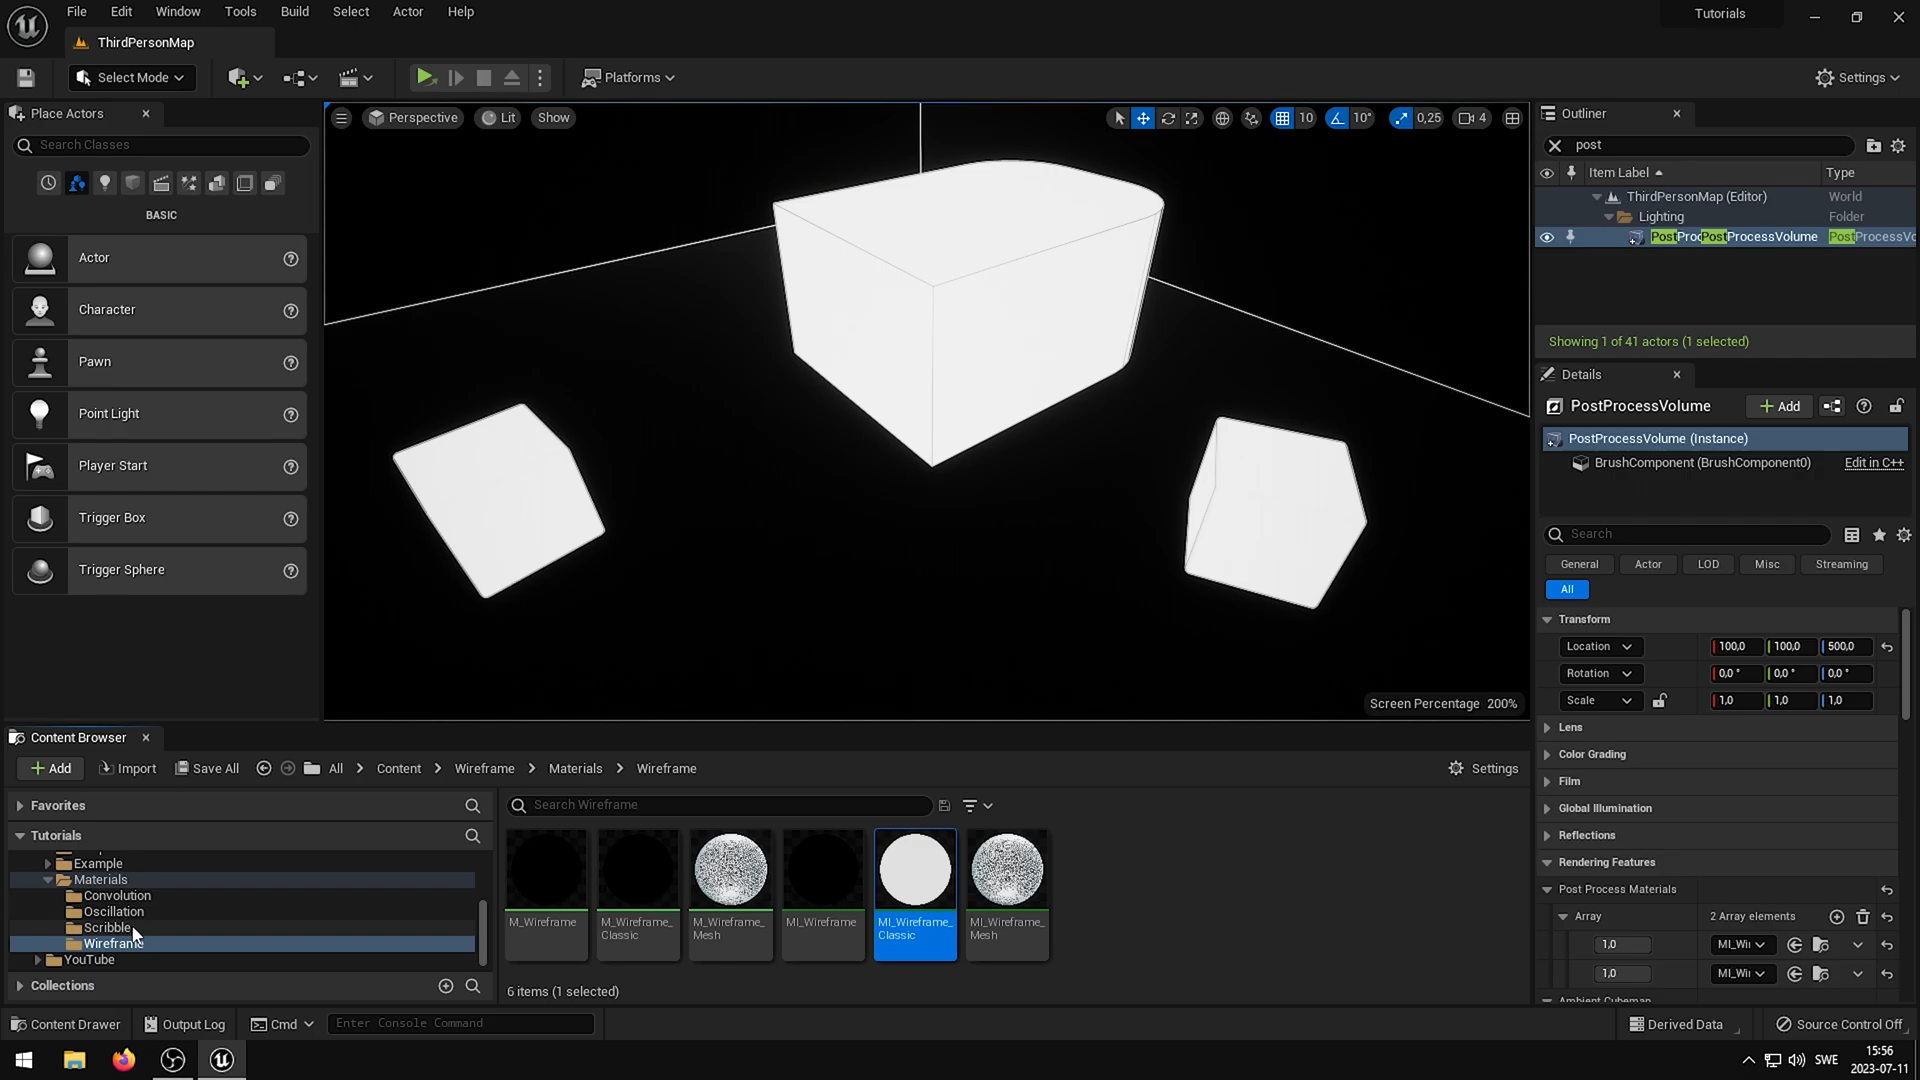 File Edit Window Tools Build Select Actor Help
Tutorials
ThirdPersonMap
Select Mode
Platforms
Settings
Place Actors
Search Classes
BASIC
Actor
Character
Pawn
Point Light
Player Start
Trigger Box
Trigger Sphere
Perspective Lit Show
10 10° 0,25 4
Screen Percentage 200%
Outliner
post
Item Label Type
ThirdPersonMap (Editor) World
Lighting Folder
PostProcPostProcessVolume PostProcessVo
Showing 1 of 41 actors (1 selected)
Details
PostProcessVolume Add
PostProcessVolume (Instance)
BrushComponent (BrushComponent0) Edit in C++
Search
General Actor LOD Misc Streaming
All
Transform
Location 100,0 100,0 500,0
Rotation 0,0 ° 0,0 ° 0,0 °
Scale 1,0 1,0 1,0
Lens
Color Grading
Film
Global Illumination
Reflections
Rendering Features
Post Process Materials
Array 2 Array elements
1,0 MI_Wir
1,0 MI_Wir
Content Browser
Add Import Save All All Content Wireframe Materials Wireframe Settings
Favorites
Tutorials
Example
Materials
Convolution
Oscillation
Scribble
Wireframe
YouTube
Collections
Search Wireframe
M_Wireframe
M_Wireframe_
Classic
M_Wireframe_
Mesh
MI_Wireframe
MI_Wireframe_
Classic
MI_Wireframe_
Mesh
6 items (1 selected)
Content Drawer Output Log Cmd Enter Console Command
Derived Data Source Control Off
SWE
15:56
2023-07-11